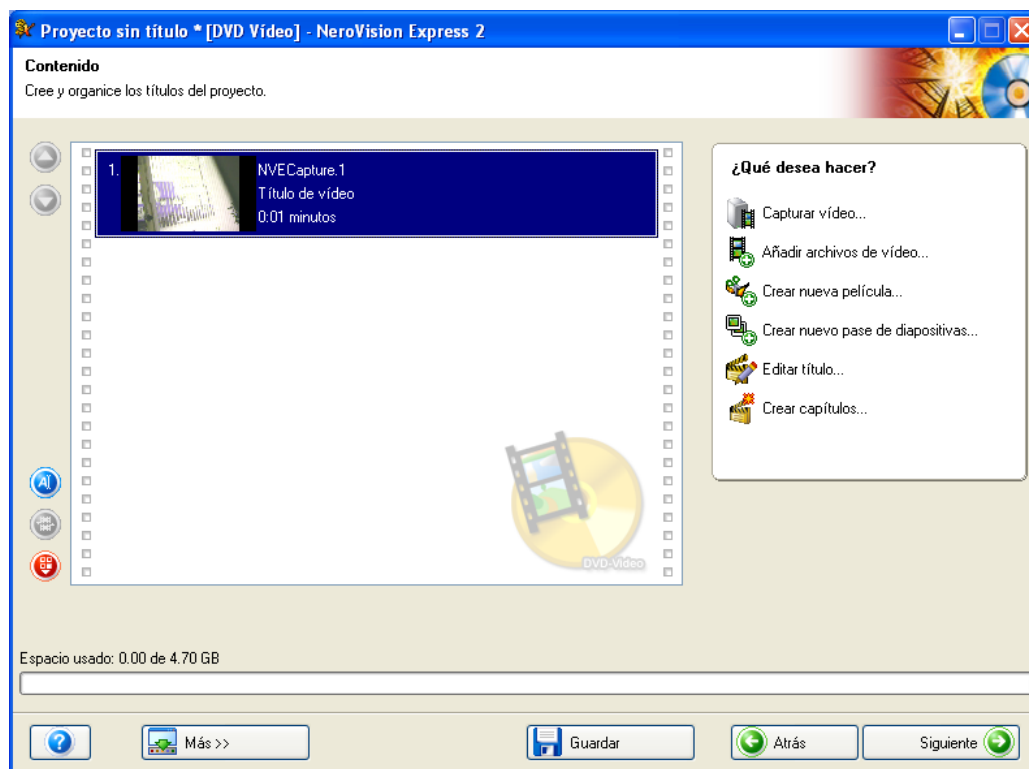 Proyecto sin título * [DVD Vídeo] - NeroVision Express 2
Contenido
Cree y organice los títulos del proyecto.
1.
NVECapture.1
Título de vídeo
0:01 minutos
¿Qué desea hacer?
Capturar vídeo...
Añadir archivos de vídeo...
Crear nueva película...
Crear nuevo pase de diapositivas...
Editar título...
Crear capítulos...
DVD-Video
Espacio usado: 0.00 de 4.70 GB
Más >>
Guardar
Atrás
Siguiente